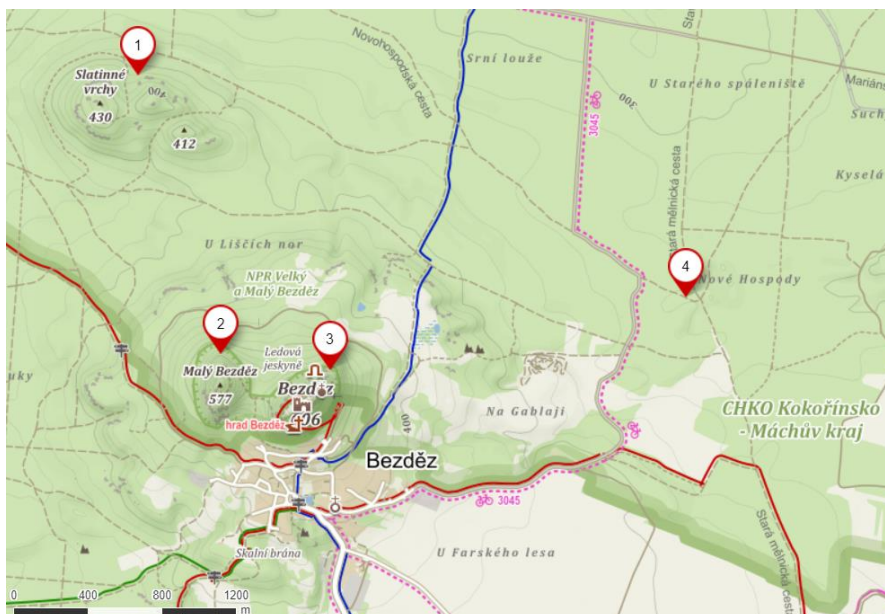 1
Slatinné
vrchy
430
400
412
Novohospodská cesta
Srní louže
3045
300
U Starého spáleniště
Star
Mariáns
Such
Kyselá
Stará mělnická cesta
4
Nové Hospody
U Liščích nor
NPR Velký
a Malý Bezděz
2
3
Malý Bezděz
577
Ledová
jeskyně
Bezděz
606
hrad Bezděz
uky
400
Na Gabláji
CHKO Kokořínsko
- Máchův kraj
Bezděz
3045
Skalní brána
U Farského lesa
Stará mělnická cesta
0 400 800 1200
m